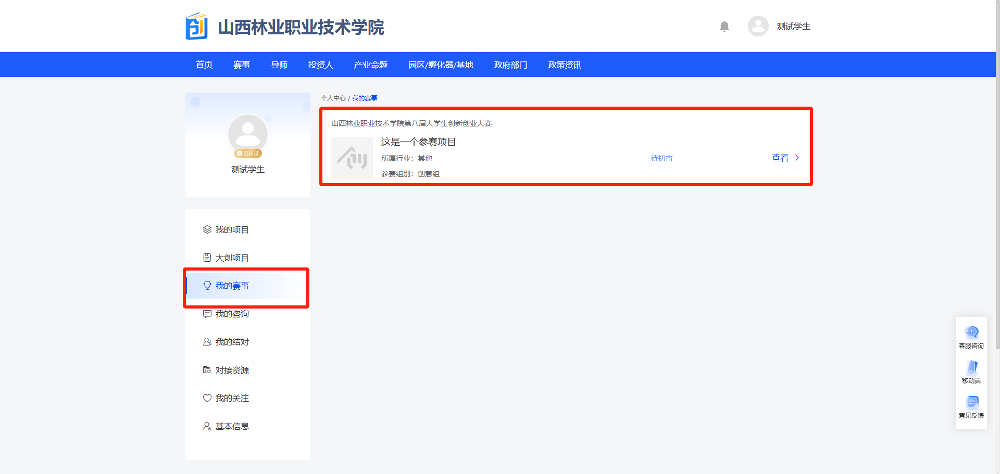 创
山西林业职业技术学院
测试学生
首页 赛事 导师 投资人 产业命题 园区/孵化器/基地 政府部门 政策资讯
已认证
测试学生
我的项目
大创项目
我的赛事
我的咨询
我的结对
对接资源
我的关注
基本信息
个人中心 / 我的赛事
山西林业职业技术学院第八届大学生创新创业大赛
这是一个参赛项目
所属行业：其他
参赛组别：创意组
待初审
查看
客服咨询
移动端
意见反馈